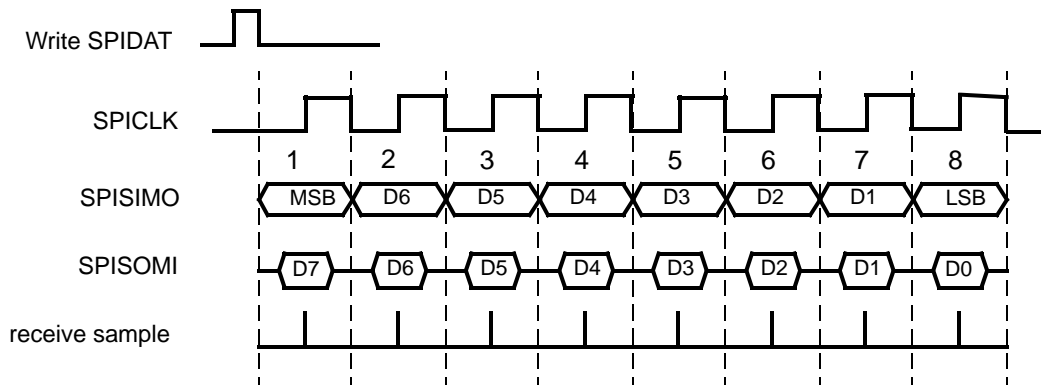 Write SPIDAT
SPICLK
1 2 3 4 5 6 7 8
SPISIMO MSB D6 D5 D4 D3 D2 D1 LSB
SPISOMI D7 D6 D5 D4 D3 D2 D1 D0
receive sample